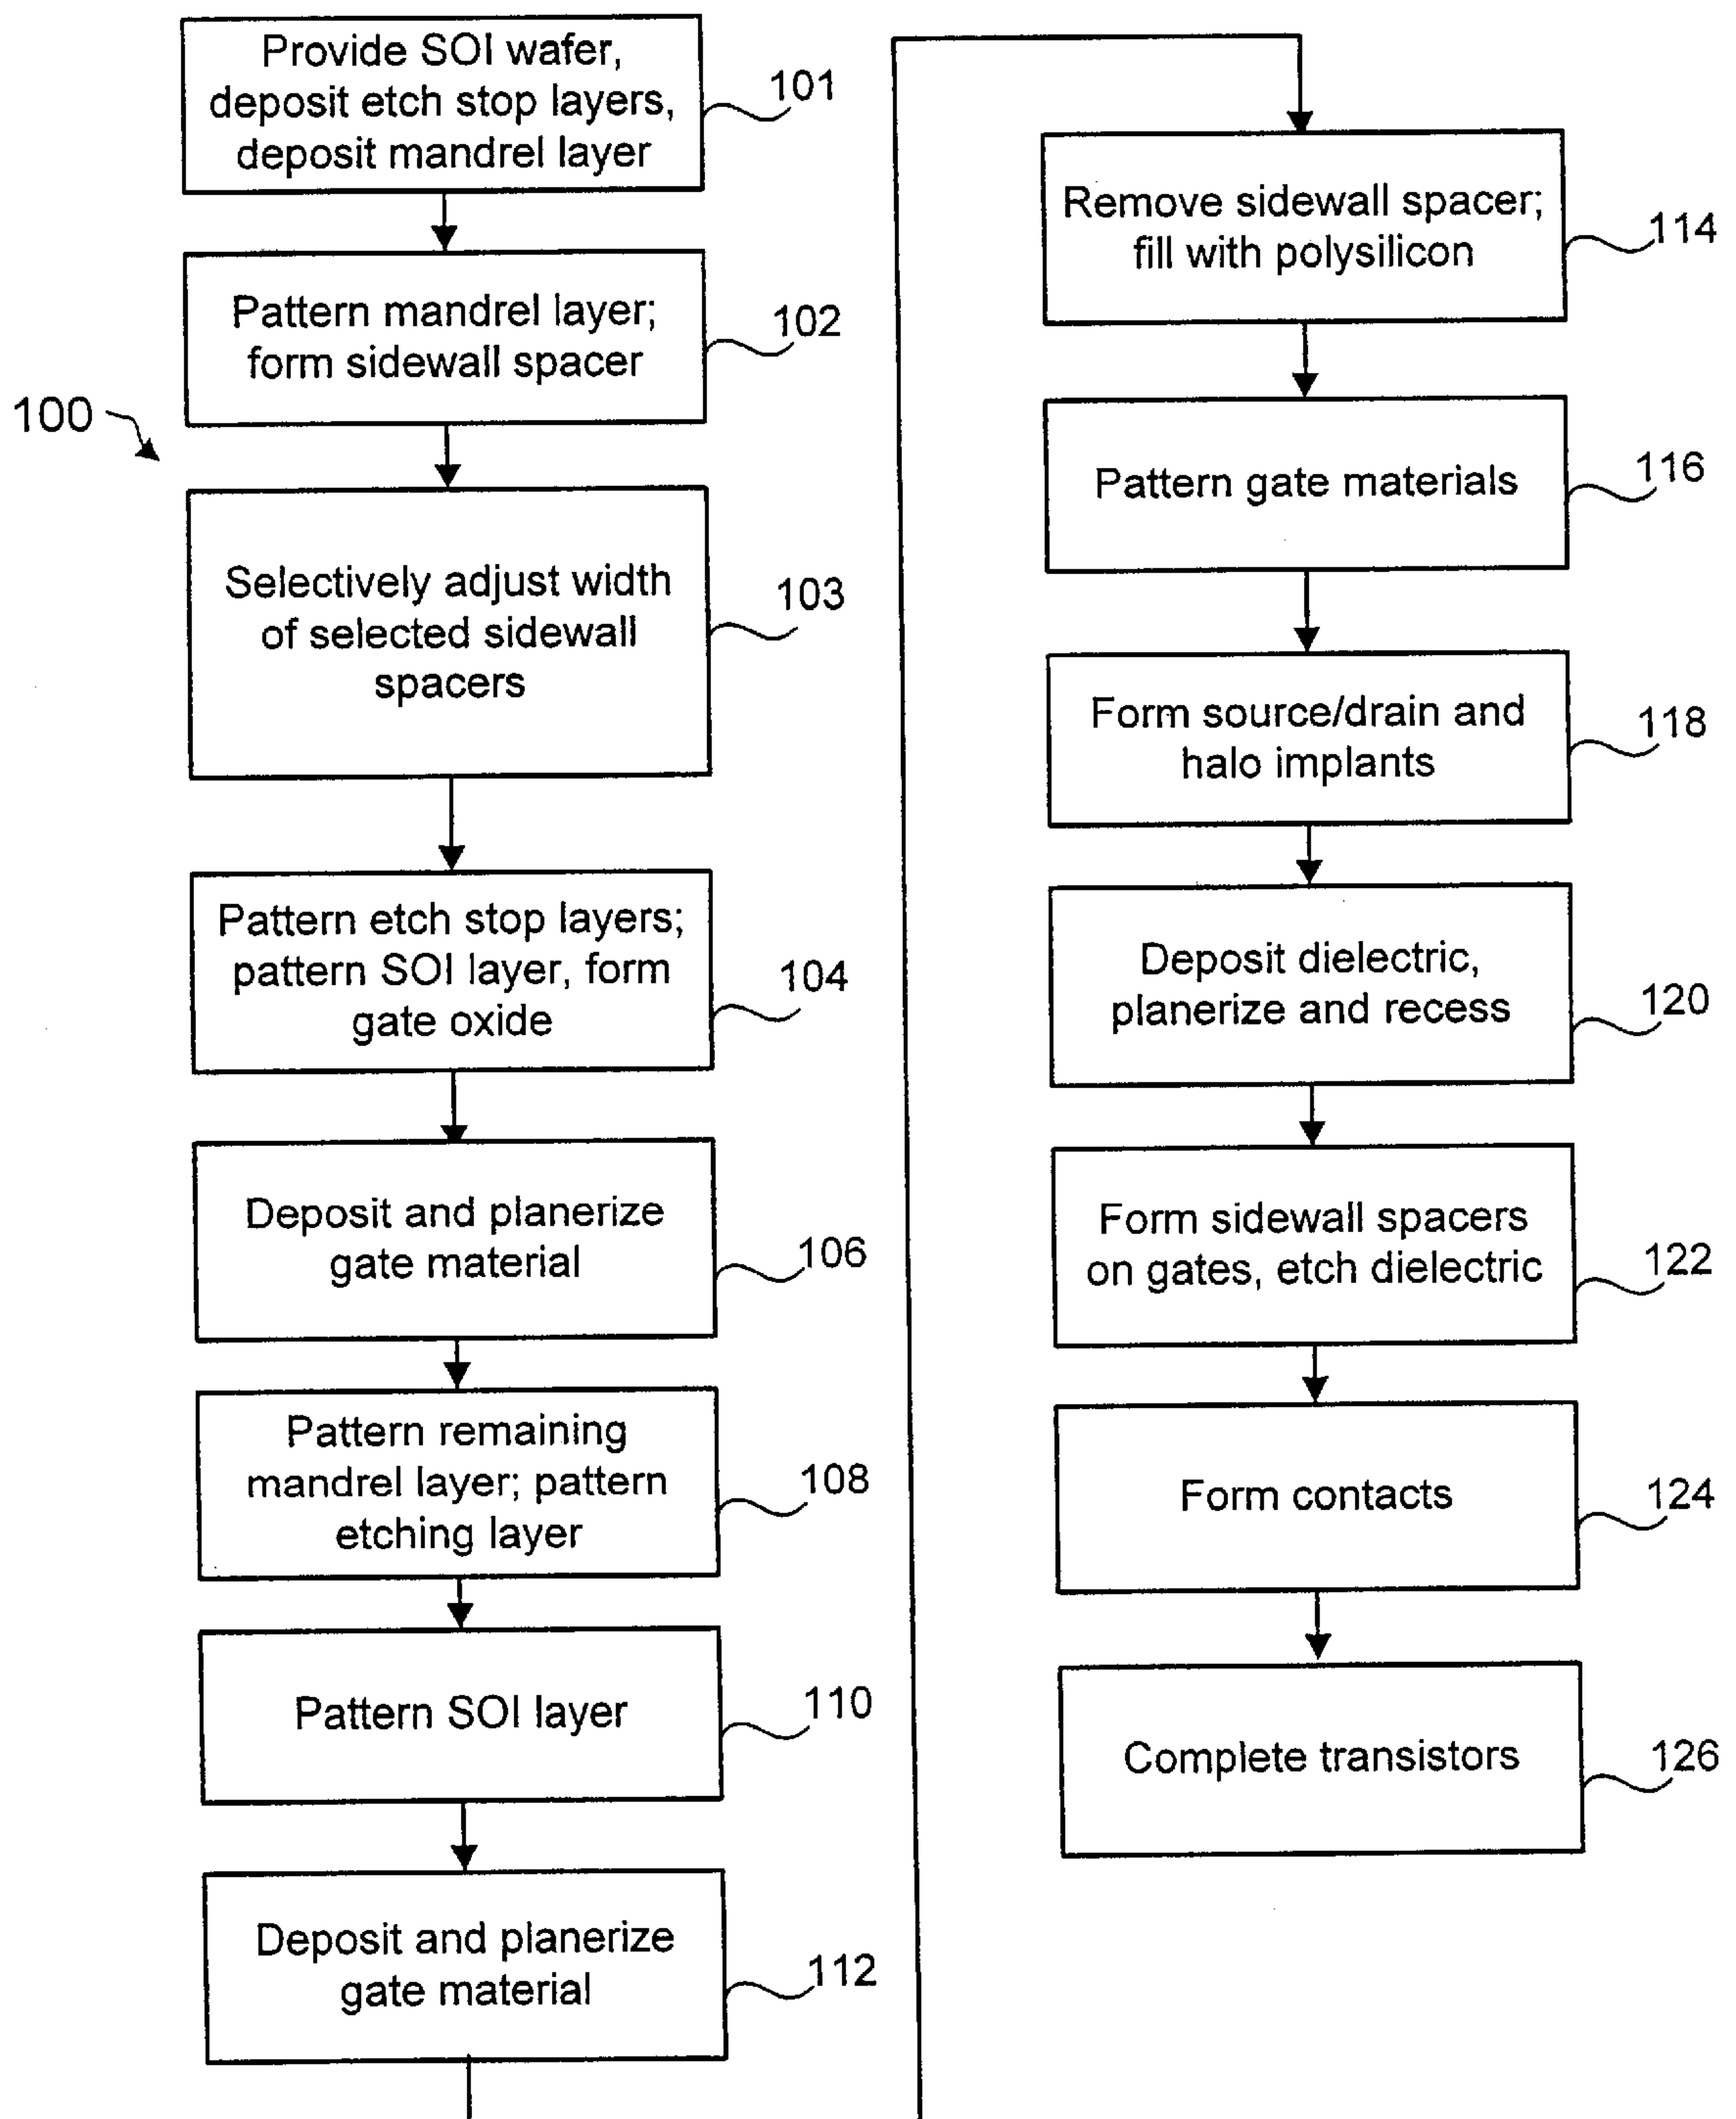 Provide SOI wafer,
deposit etch stop layers,
deposit mandrel layer
101
Pattern mandrel layer;
form sidewall spacer
102
100
Selectively adjust width
of selected sidewall
spacers
103
Pattern etch stop layers;
pattern SOI layer, form
gate oxide
104
Deposit and planerize
gate material
106
Pattern remaining
mandrel layer; pattern
etching layer
108
Pattern SOI layer
110
Deposit and planerize
gate material
112
Remove sidewall spacer;
fill with polysilicon
114
Pattern gate materials
116
Form source/drain and
halo implants
118
Deposit dielectric,
planerize and recess
120
Form sidewall spacers
on gates, etch dielectric
122
Form contacts
124
Complete transistors
126